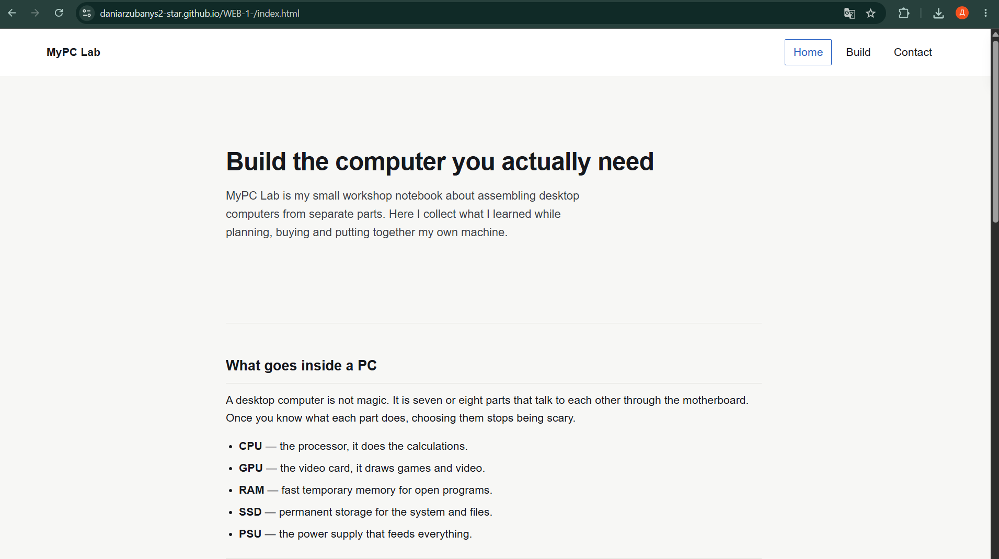 daniarzubanys2-star.github.io/WEB-1-/index.html
Д
MyPC Lab
Home
Build
Contact
Build the computer you actually need
MyPC Lab is my small workshop notebook about assembling desktop
computers from separate parts. Here I collect what I learned while
planning, buying and putting together my own machine.
What goes inside a PC
A desktop computer is not magic. It is seven or eight parts that talk to each other through the motherboard.
Once you know what each part does, choosing them stops being scary.
• CPU — the processor, it does the calculations.
• GPU — the video card, it draws games and video.
• RAM — fast temporary memory for open programs.
• SSD — permanent storage for the system and files.
• PSU — the power supply that feeds everything.